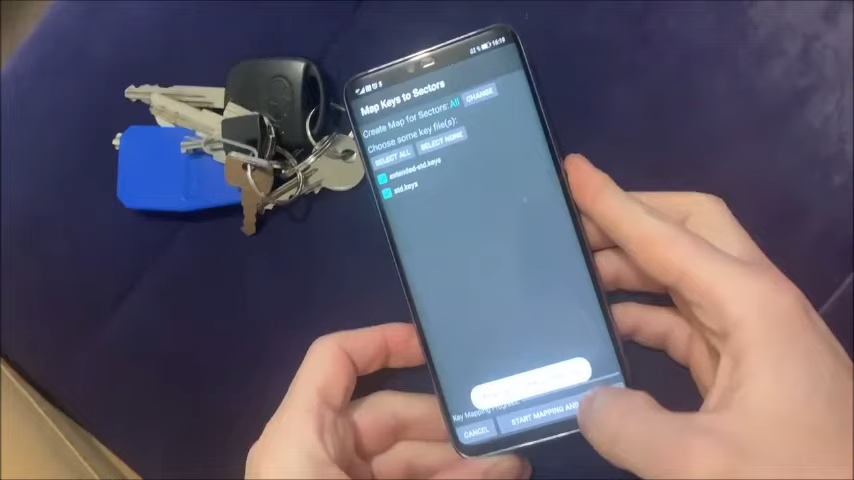 Map Keys to Sectors
Create Map for Sectors: All CHANGE
Choose some key file(s):
SELECT ALL SELECT NONE
extended-std.keys
std.keys
Key Mapping Progress:
CANCEL START MAPPING AND